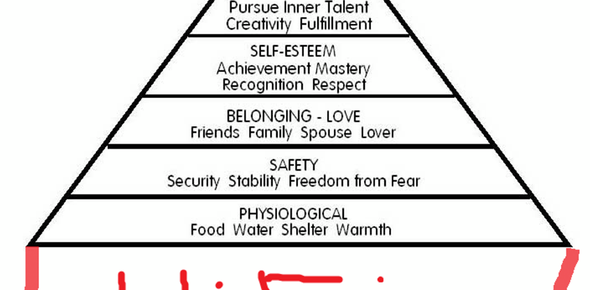 Pursue Inner Talent
Creativity Fulfillment
SELF-ESTEEM
Achievement Mastery
Recognition Respect
BELONGING - LOVE
Friends Family Spouse Lover
SAFETY
Security Stability Freedom from Fear
PHYSIOLOGICAL
Food Water Shelter Warmth